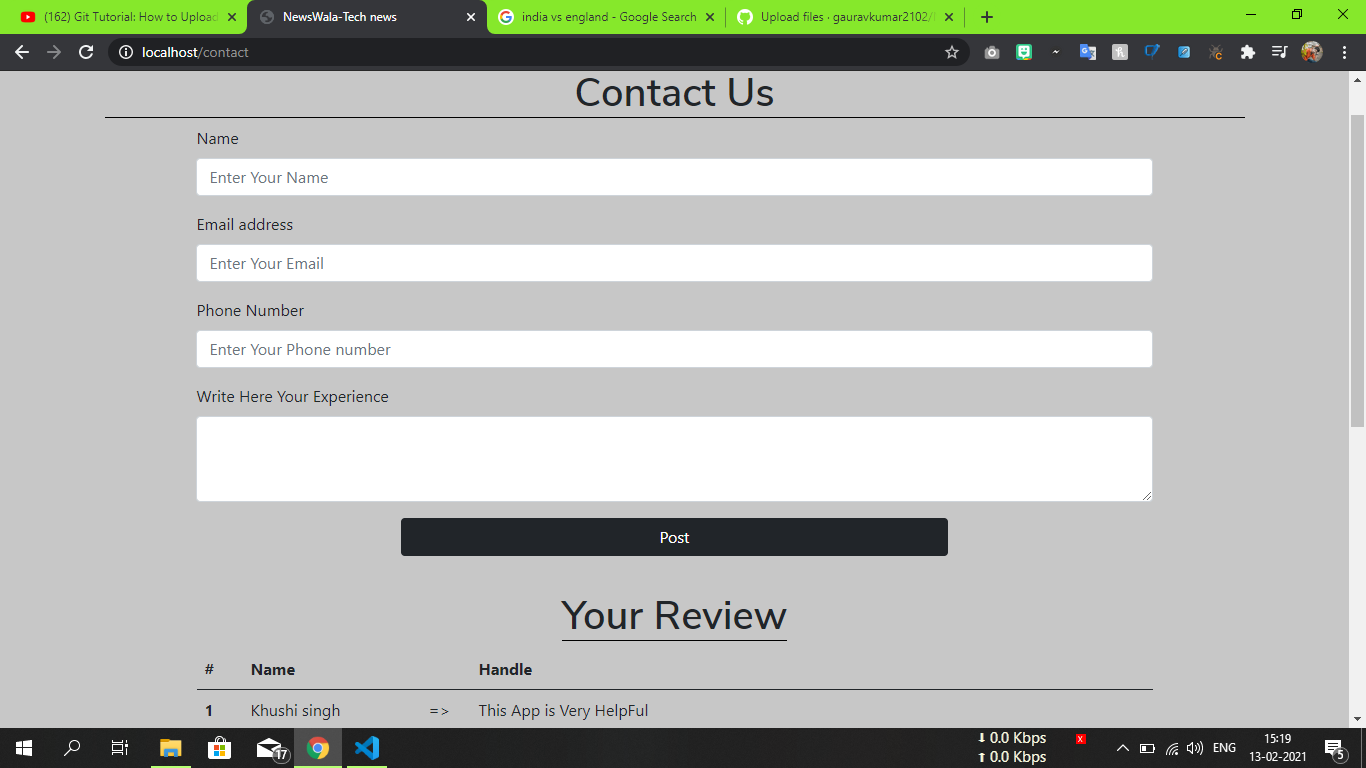 (162) Git Tutorial: How to Upload
NewsWala-Tech news
india vs england - Google Search
Upload files · gauravkumar2102/
localhost/contact
Contact Us
Name
Enter Your Name
Email address
Enter Your Email
Phone Number
Enter Your Phone number
Write Here Your Experience
Post
Your Review
# Name Handle
1 Khushi singh => This App is Very HelpFul
17
0.0 Kbps
0.0 Kbps
x
ENG
15:19
13-02-2021
5